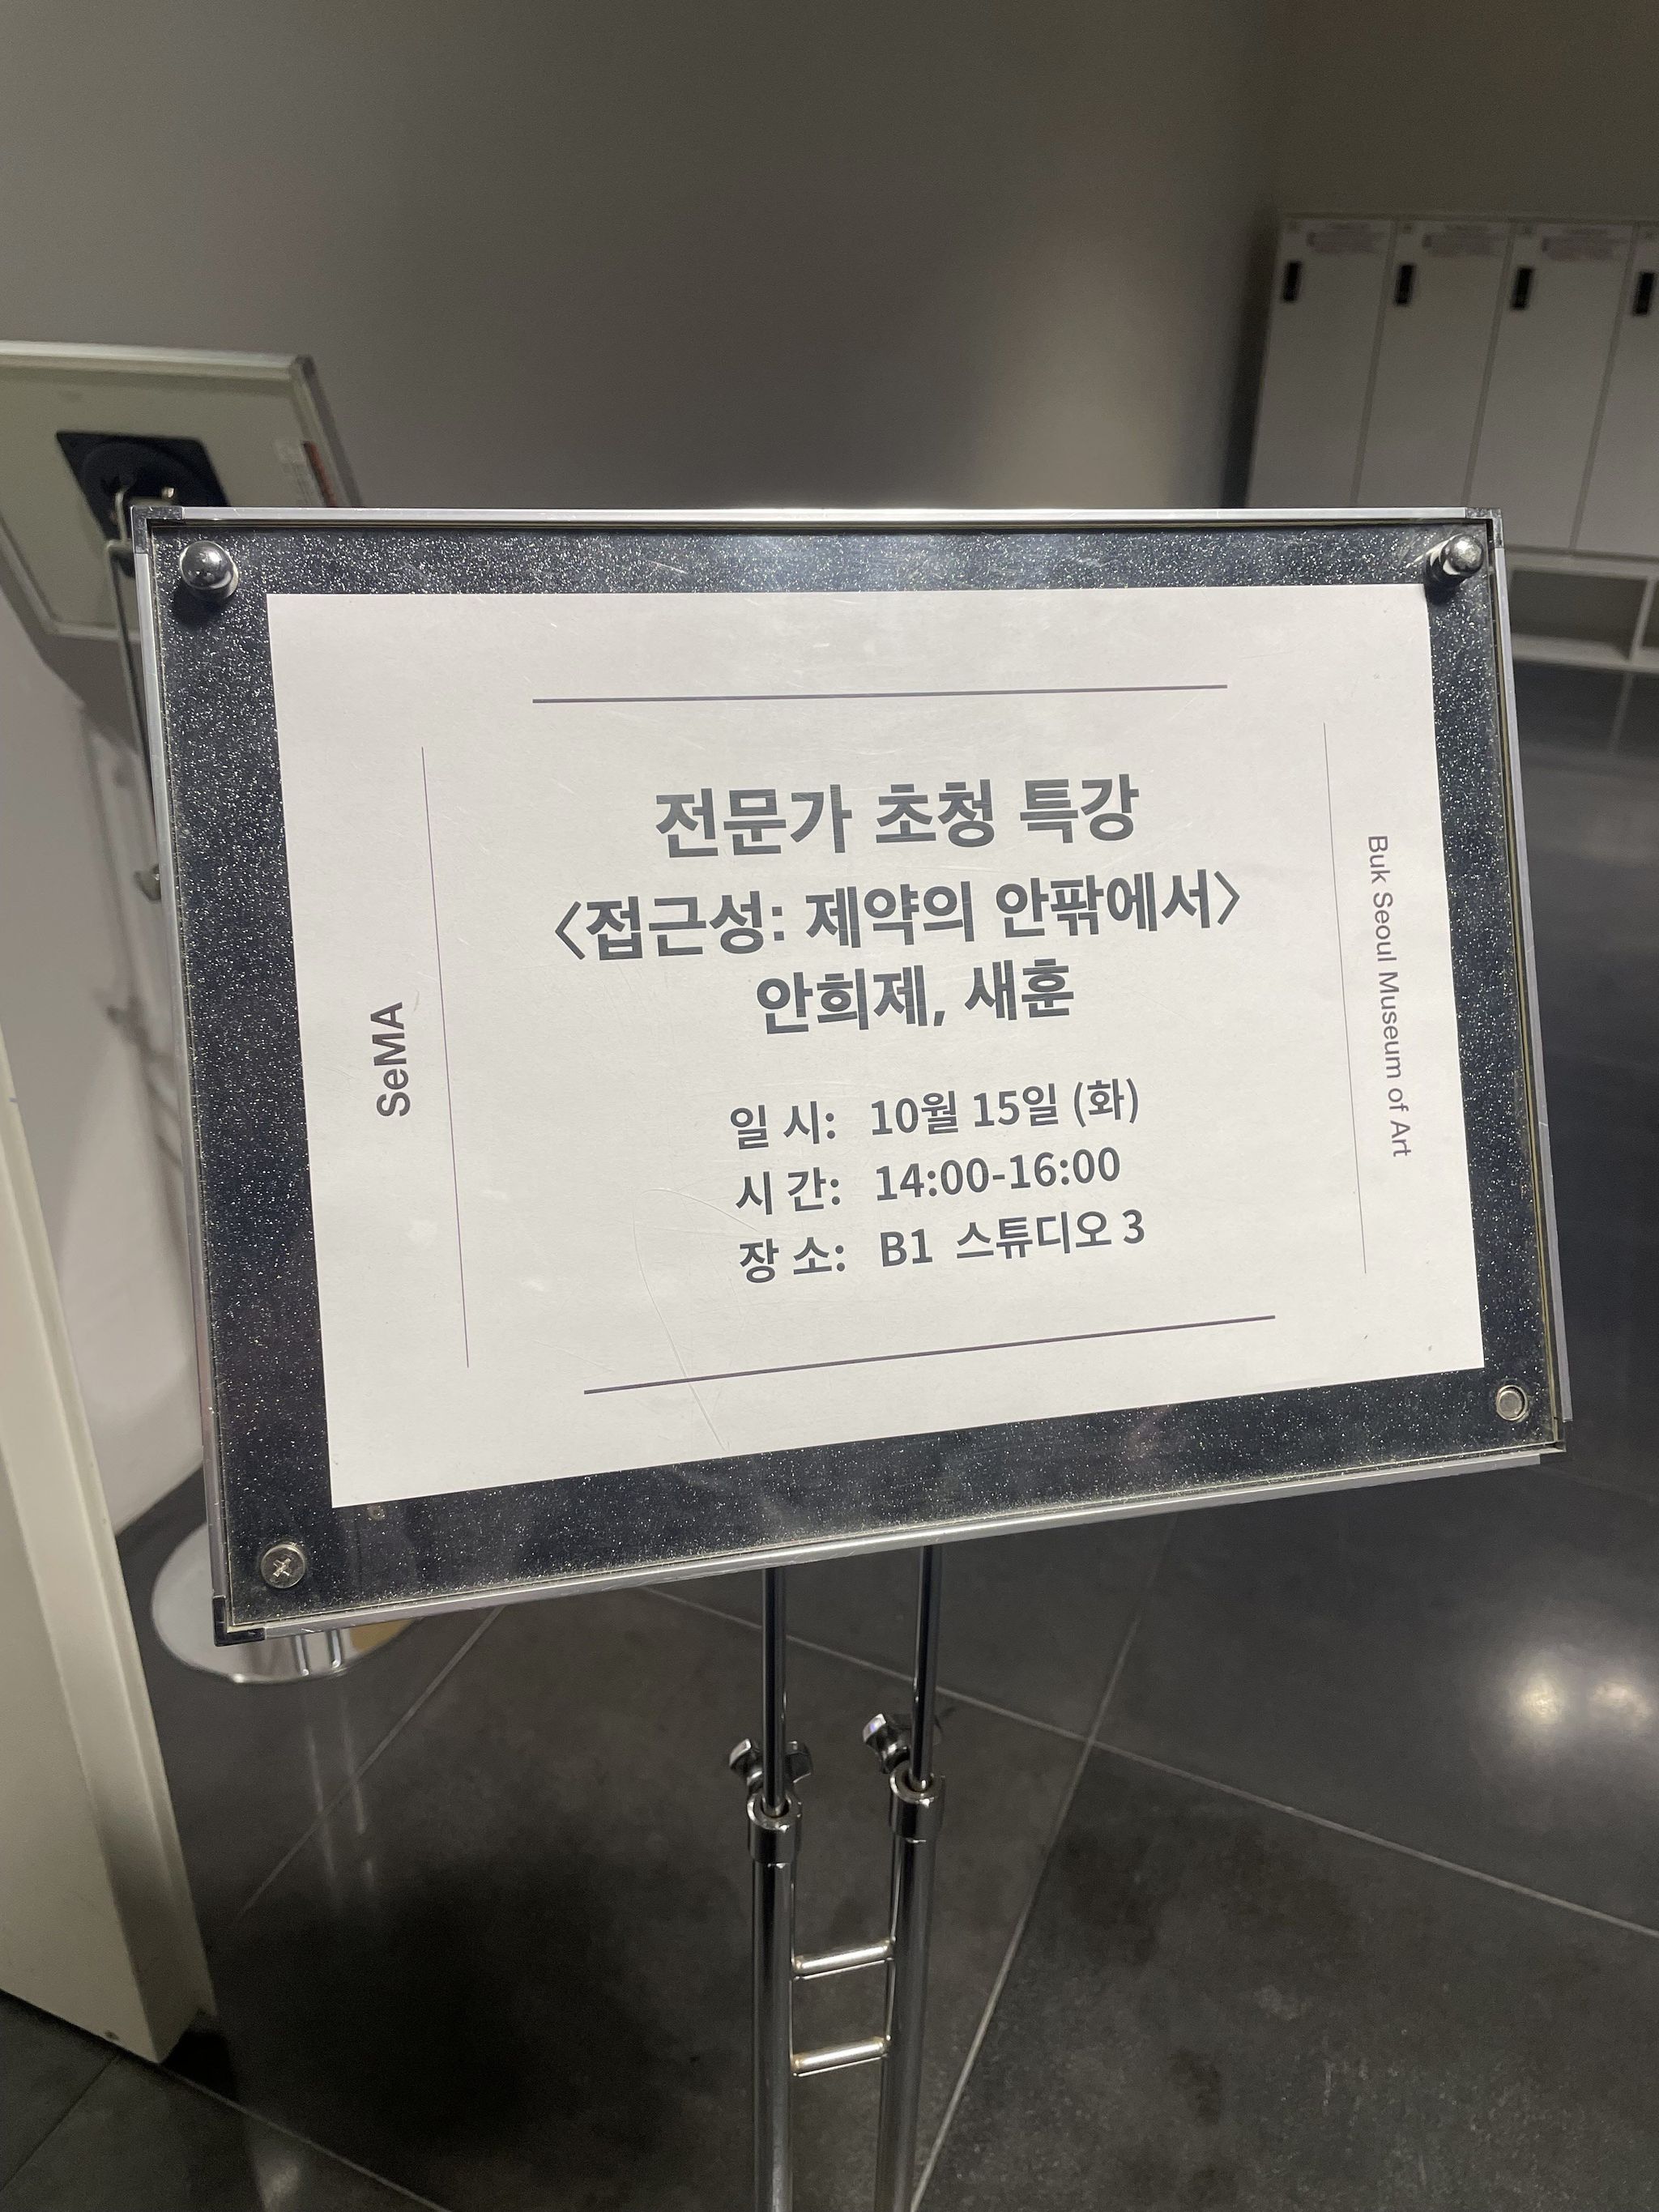 전문가 초청 특강
<접근성: 제약의 안팎에서>
안희제, 새훈
일 시: 10월 15일 (화)
시 간: 14:00-16:00
장 소: B1 스튜디오 3
SeMA
Buk Seoul Museum of Art